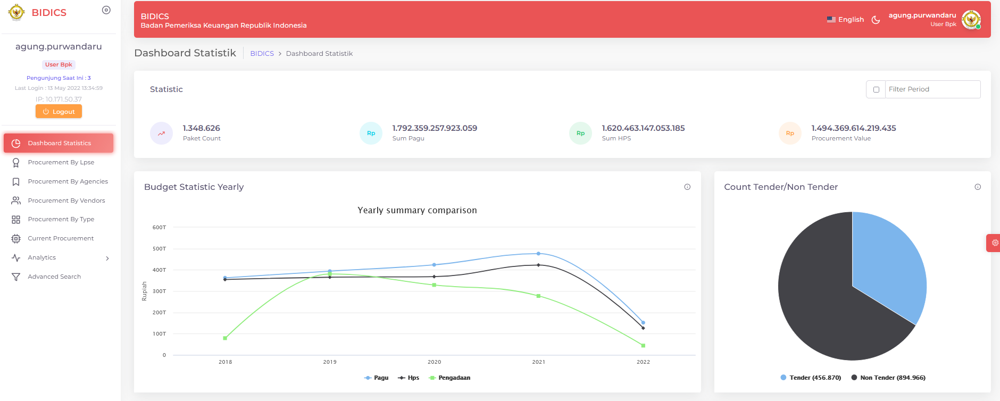 BIDICS
agung.purwandaru
User Bpk
Pengunjung Saat Ini : 3
Last Login : 13 May 2022 13:34:59
IP: 10.171.50.37
Logout
Dashboard Statistics
Procurement By Lpse
Procurement By Agencies
Procurement By Vendors
Procurement By Type
Current Procurement
Analytics
Advanced Search
BIDICS
Badan Pemeriksa Keuangan Republik Indonesia
English
agung.purwandaru
User Bpk
Dashboard Statistik
BIDICS > Dashboard Statistik
Statistic
Filter Period
1.348.626
Paket Count
Rp
1.792.359.257.923.059
Sum Pagu
Rp
1.620.463.147.053.185
Sum HPS
Rp
1.494.369.614.219.435
Procurement Value
Budget Statistic Yearly
Yearly summary comparison
Rupiah
600T
500T
400T
300T
200T
100T
0
2018 2019 2020 2021 2022
Pagu Hps Pengadaan
Count Tender/Non Tender
Tender (456.870) Non Tender (894.966)